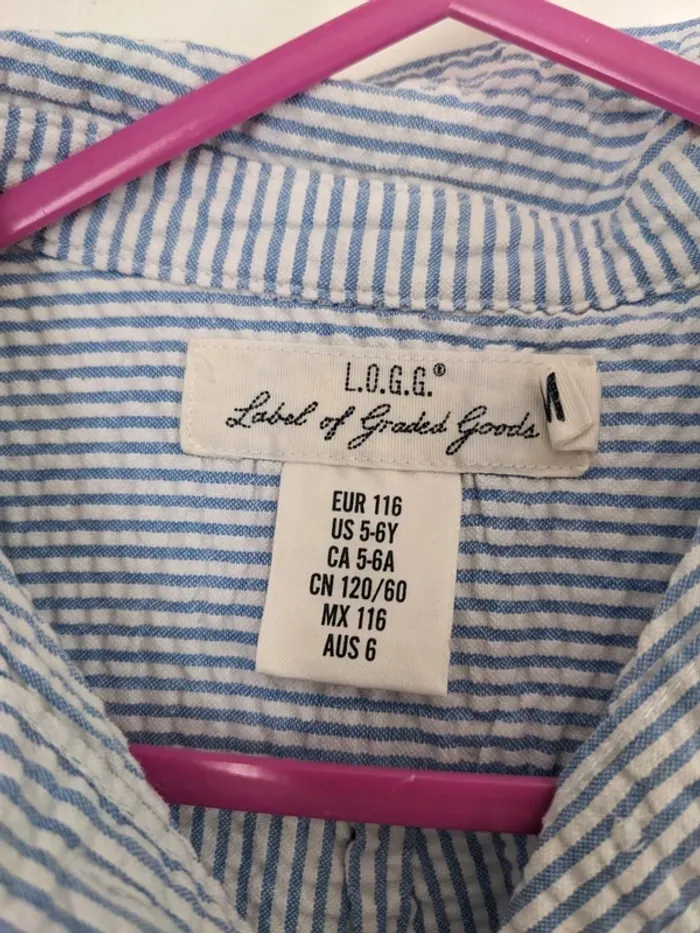 L.O.G.G.®
Label of Graded Goods
EUR 116
US 5-6Y
CA 5-6A
CN 120/60
MX 116
AUS 6